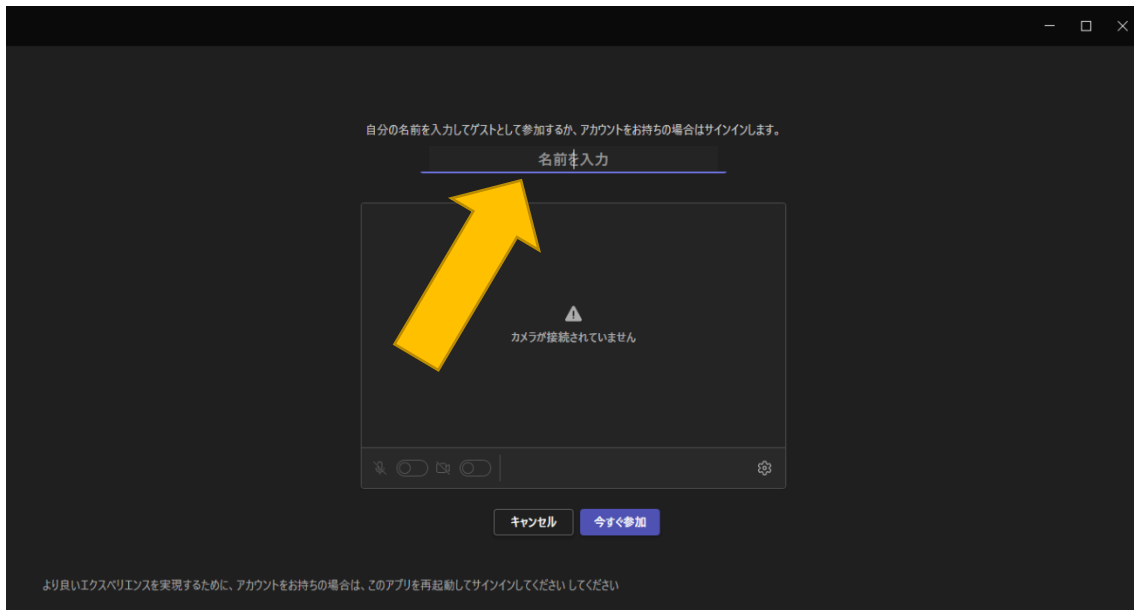 自分の名前を入力してゲストとして参加するか、アカウントをお持ちの場合はサインインします。
名前を入力
カメラが接続されていません
キャンセル
今すぐ参加
より良いエクスペリエンスを実現するために、アカウントをお持ちの場合は、このアプリを再起動してサインインしてください してください